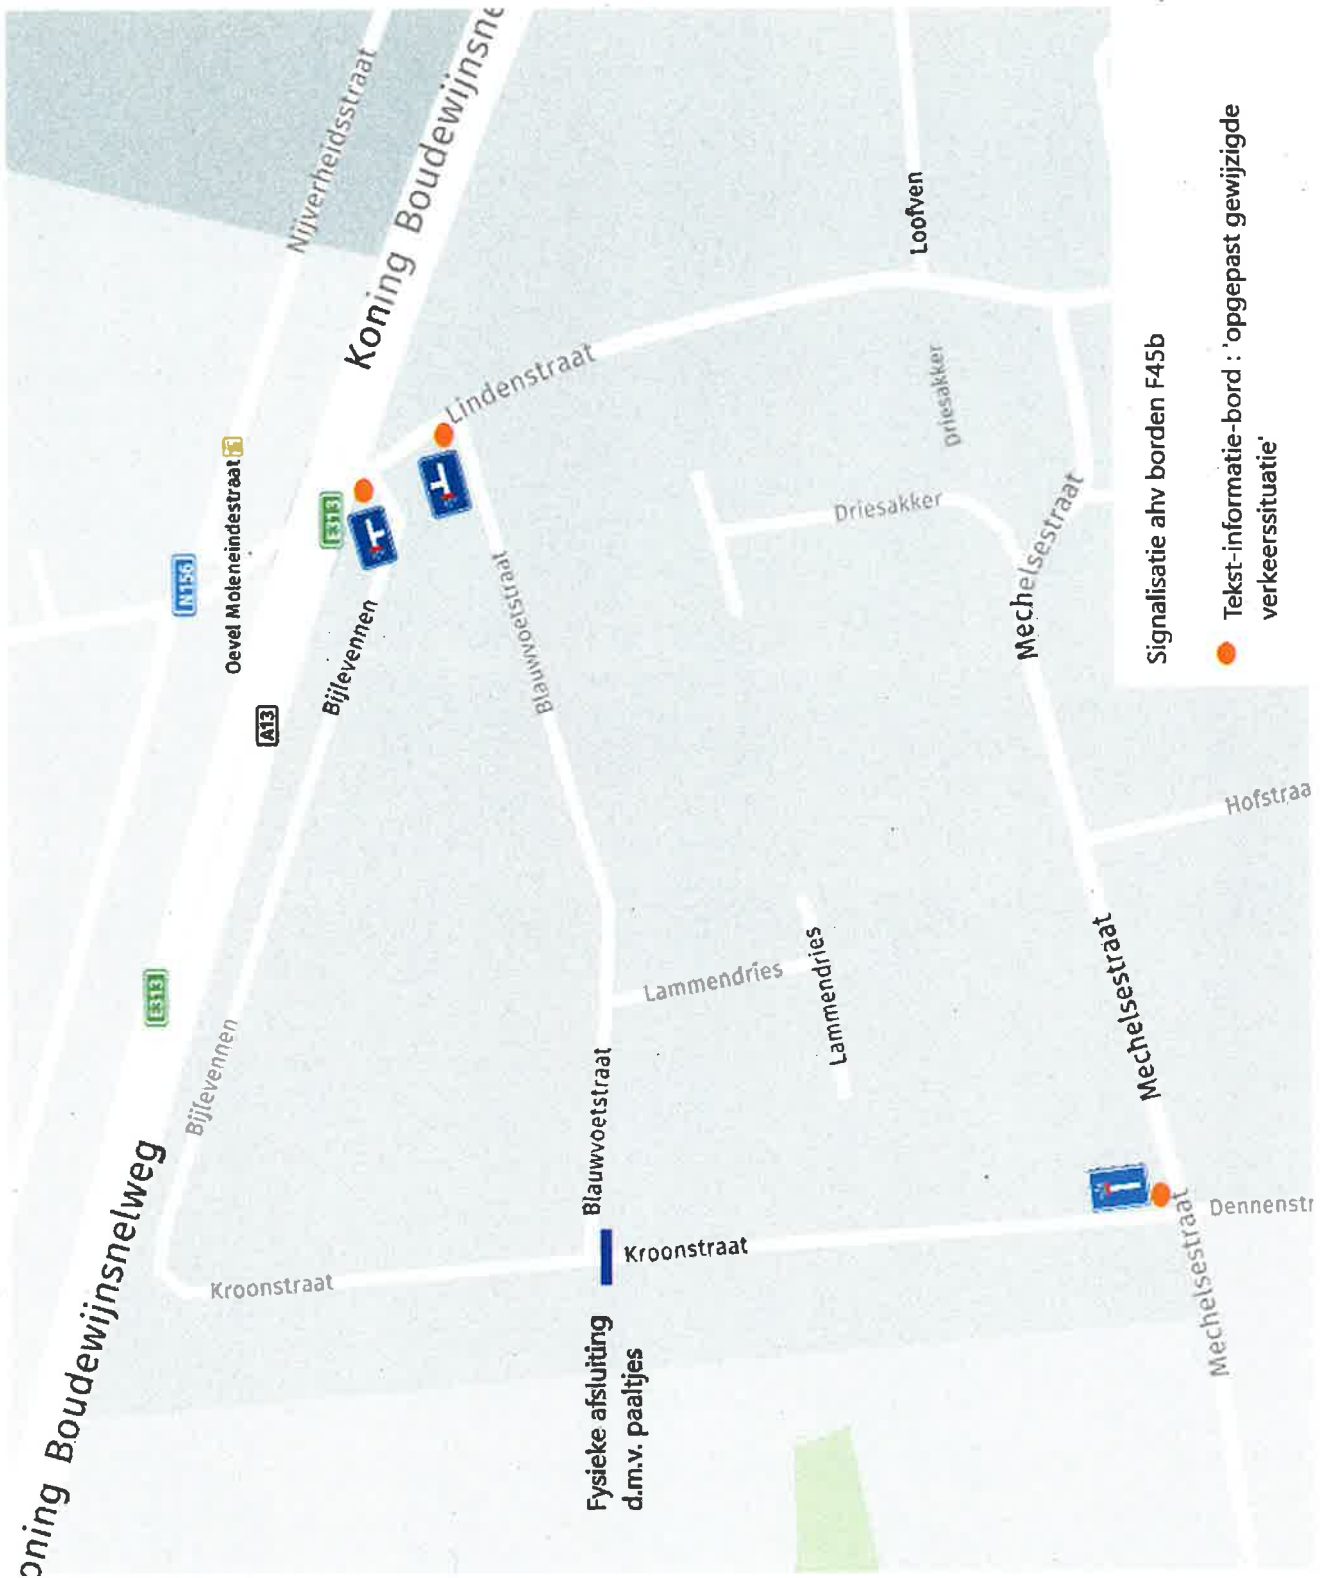 Nijverheidsstraat
Koning Boudewijnsne
Oevel Moleneindestraat
N156
E313
A13
Lindenstraat
Loofven
Bijlevennen
Blauwvoetstraat
Driesakker
Driesakker
Mechelsestraat
E313
Bijlevennen
Lammendries
Lammendries
Hofstraa
Mechelsestraat
oning Boudewijnsnelweg
Kroonstraat
Blauwvoetstraat
Kroonstraat
Dennenstr
Mechelsestraat
Fysieke afsluiting
d.m.v. paaltjes
Signalisatie ahv borden F45b
Tekst-informatie-bord : 'opgepast gewijzigde
verkeerssituatie'